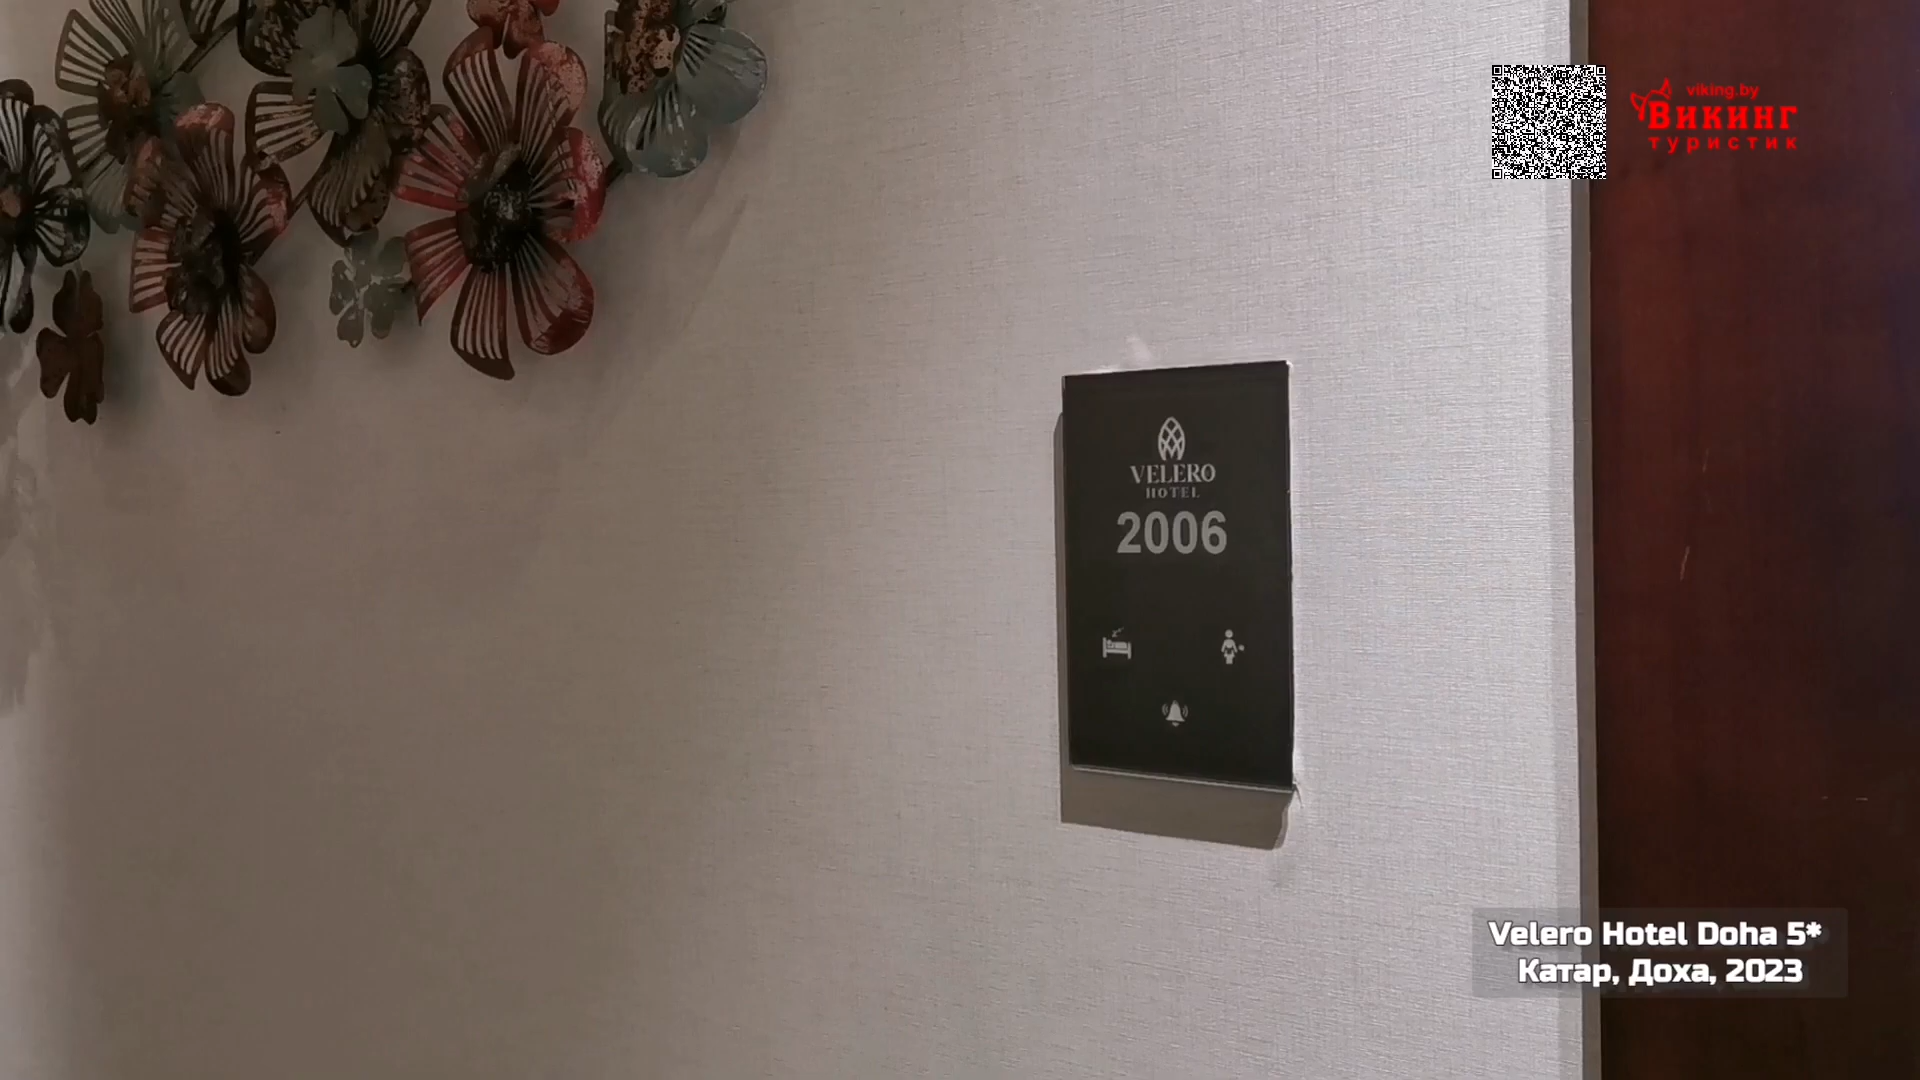 viking.by
Викинг
туристик
VELERO
HOTEL
2006
Velero Hotel Doha 5*
Катар, Доха, 2023